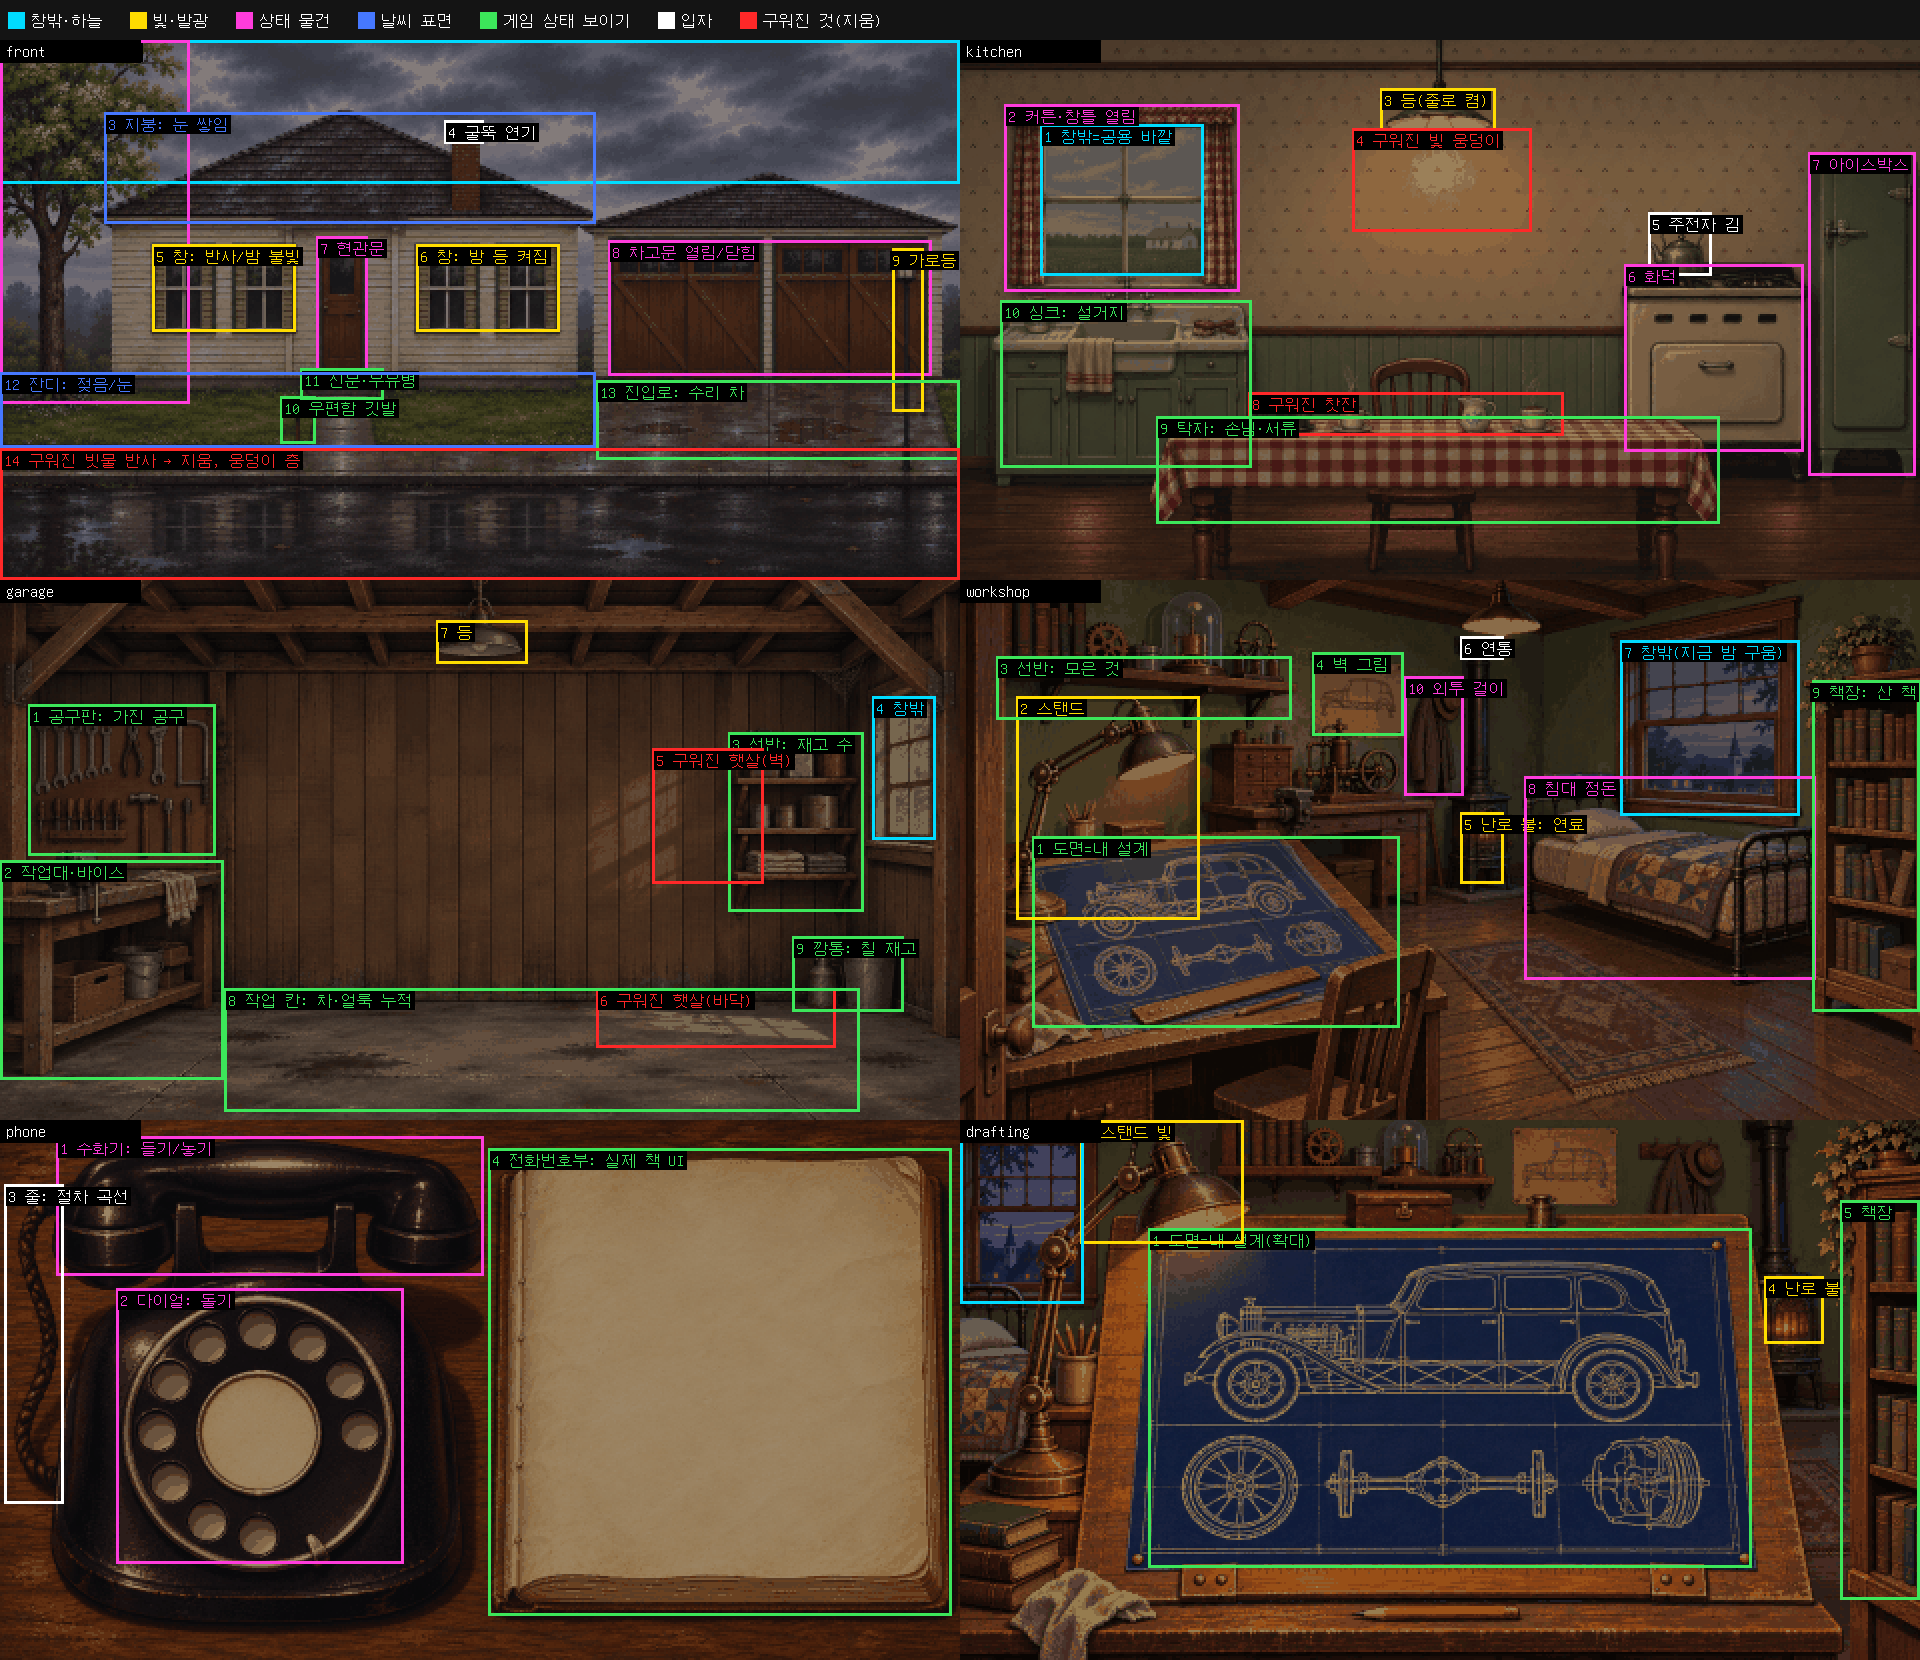 창밖·하늘
빛·발광
상태 물건
날씨 표면
게임 상태 보이기
입자
구워진 것(지움)
front
3 지붕: 눈 쌓임
4 굴뚝 연기
5 창: 반사/밤 불빛
7 현관문
6 창: 방 등 켜짐
8 차고문 열림/닫힘
9 가로등
12 잔디: 젖음/눈
11 신문·우유병
10 우편함 깃발
13 진입로: 수리 차
14 구워진 빗물 반사 → 지움, 웅덩이 층
kitchen
3 등(줄로 켬)
2 커튼·창틀 열림
1 창밖=공용 바깥
4 구워진 빛 웅덩이
7 아이스박스
5 주전자 김
6 화덕
10 싱크: 설거지
8 구워진 찻잔
9 탁자: 손님·서류
garage
7 등
1 공구판: 가진 공구
4 창밖
3 선반: 재고 수
5 구워진 햇살(벽)
2 작업대·바이스
9 깡통: 칠 재고
8 작업 칸: 차·얼룩 누적
6 구워진 햇살(바닥)
workshop
6 연통
7 창밖(지금 밤 구움)
3 선반: 모은 것
4 벽 그림
10 외투 걸이
9 책장: 산 책
2 스탠드
8 침대 정돈
5 난로 불: 연료
1 도면=내 설계
phone
1 수화기: 들기/놓기
4 전화번호부: 실제 책 UI
3 줄: 절차 곡선
2 다이얼: 돌기
drafting
스탠드 빛
5 책장
1 도면=내 설계(확대)
4 난로 불